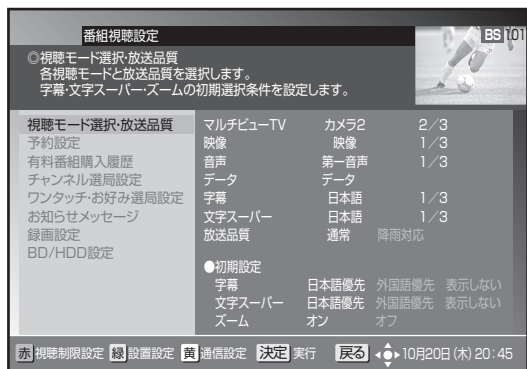 番組視聴設定
BS 101
◎視聴モード選択・放送品質
各視聴モードと放送品質を選択します。
字幕・文字スーパー・ズームの初期選択条件を設定します。
視聴モード選択・放送品質
予約設定
有料番組購入履歴
チャンネル選局設定
ワンタッチ・お好み選局設定
お知らせメッセージ
録画設定
BD/HDD設定
マルチビューTV カメラ2 2/3
映像 映像 1/3
音声 第一音声 1/3
データ データ
字幕 日本語 1/3
文字スーパー 日本語 1/3
放送品質 通常 降雨対応
●初期設定
字幕 日本語優先 外国語優先 表示しない
文字スーパー 日本語優先 外国語優先 表示しない
ズーム オン オフ
赤 視聴制限設定 緑 設置設定 黄 通信設定 決定 実行 戻る 10月20日(木)20:45